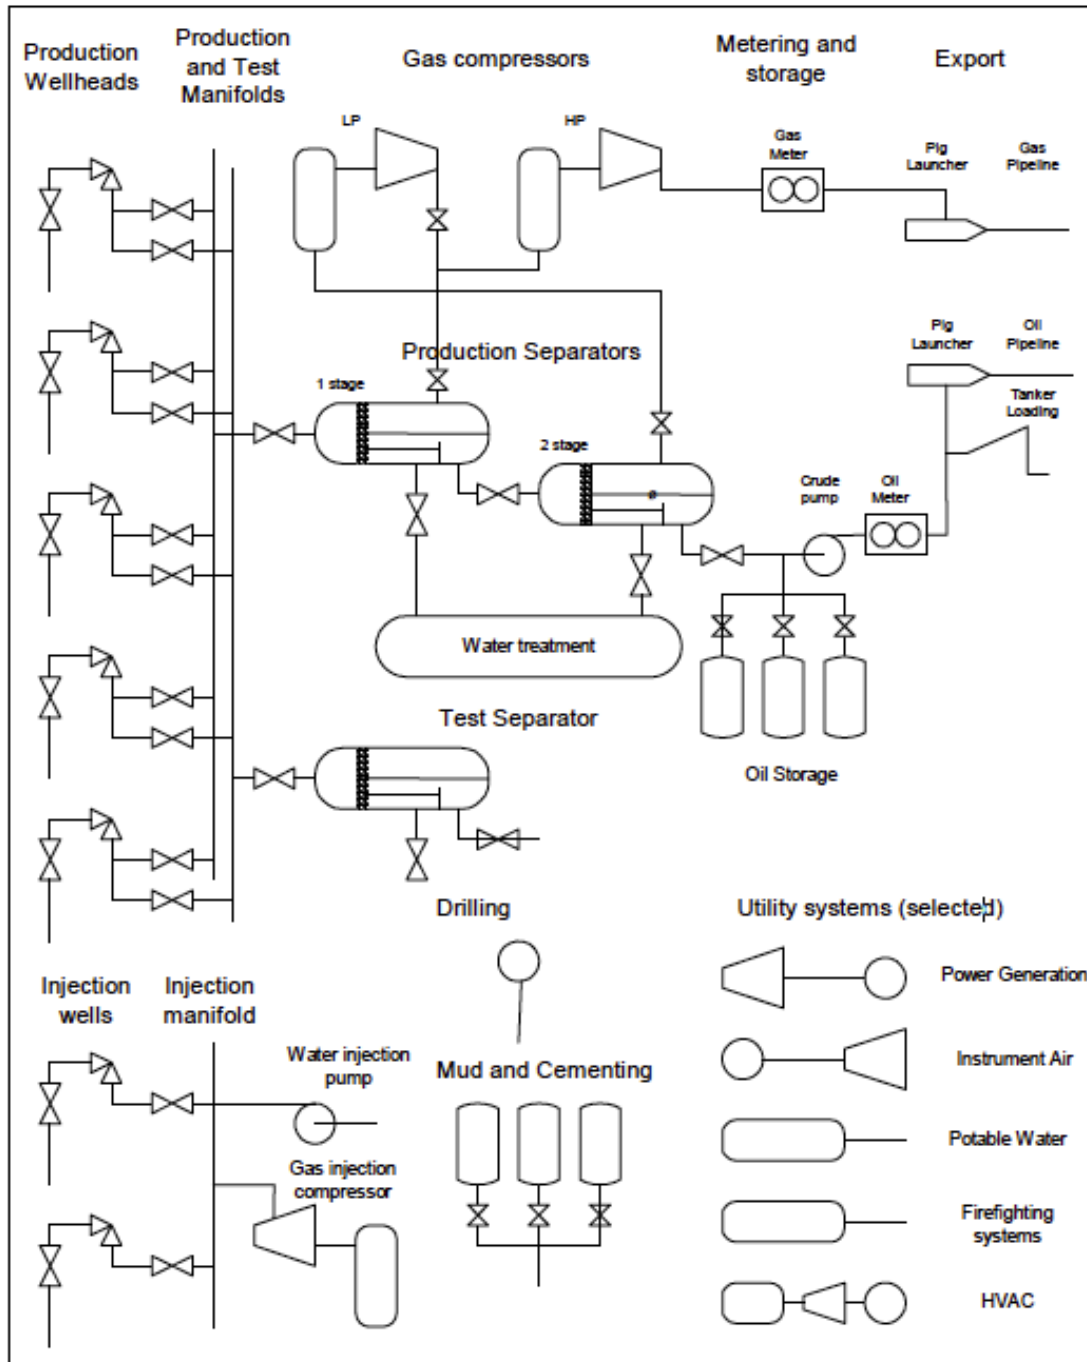 Production
Wellheads
Production
and Test
Manifolds
Gas compressors
Metering and
storage
Export
LP
HP
Gas
Meter
Pig
Launcher
Gas
Pipeline
Production Separators
1 stage
2 stage
Pig
Launcher
Oil
Pipeline
Tanker
Loading
Crude
pump
Oil
Meter
Water treatment
Test Separator
Oil Storage
Drilling
Utility systems (selected)
Injection
wells
Injection
manifold
Water injection
pump
Mud and Cementing
Gas injection
compressor
Power Generation
Instrument Air
Potable Water
Firefighting
systems
HVAC